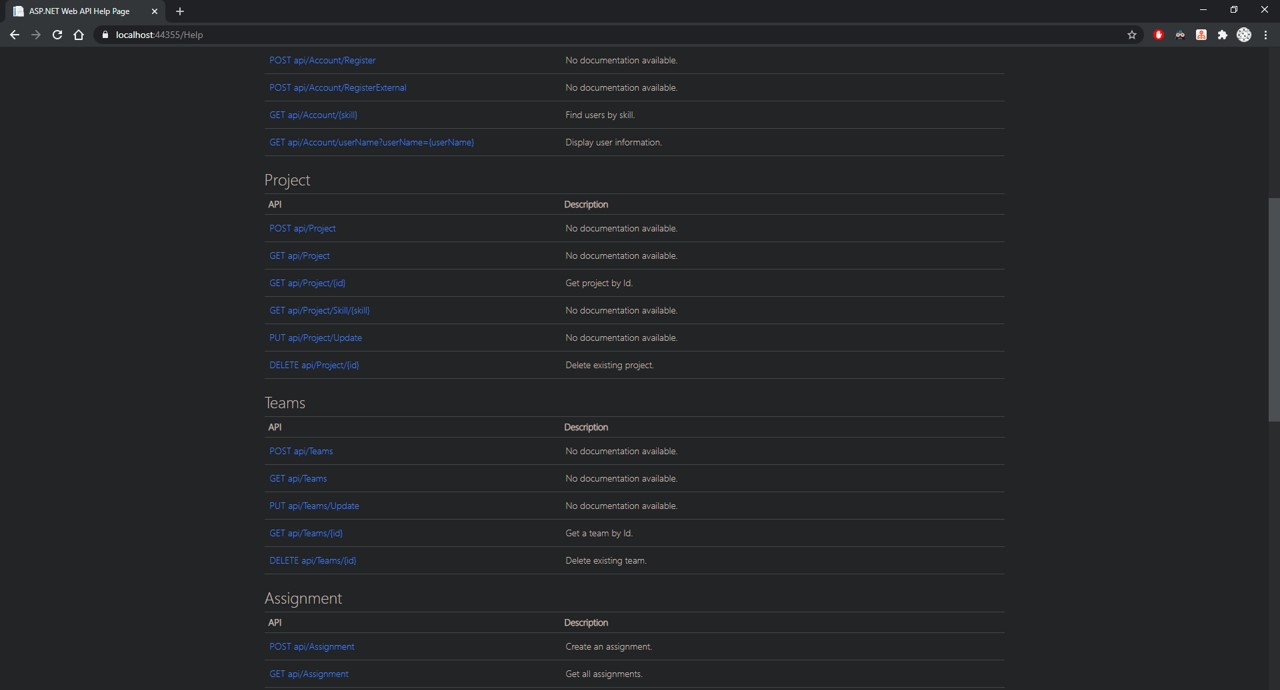 ASP.NET Web API Help Page
localhost:44355/Help
POST api/Account/Register No documentation available.
POST api/Account/RegisterExternal No documentation available.
GET api/Account/{skill} Find users by skill.
GET api/Account/userName?userName={userName} Display user information.
Project
API Description
POST api/Project No documentation available.
GET api/Project No documentation available.
GET api/Project/{id} Get project by Id.
GET api/Project/Skill/{skill} No documentation available.
PUT api/Project/Update No documentation available.
DELETE api/Project/{id} Delete existing project.
Teams
API Description
POST api/Teams No documentation available.
GET api/Teams No documentation available.
PUT api/Teams/Update No documentation available.
GET api/Teams/{id} Get a team by Id.
DELETE api/Teams/{id} Delete existing team.
Assignment
API Description
POST api/Assignment Create an assignment.
GET api/Assignment Get all assignments.